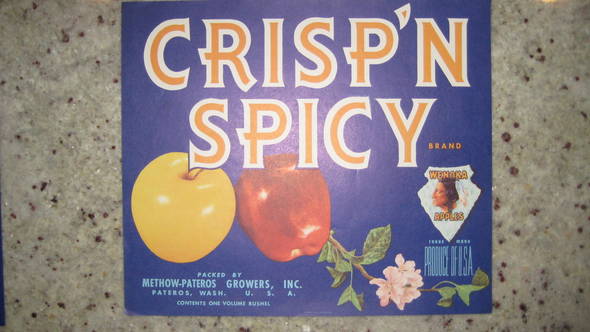 CRISP'N
SPICY
BRAND
WENOKA
APPLES
TRADE MARK
PRODUCE OF U.S.A
PACKED BY
METHOW-PATEROS GROWERS, INC.
PATEROS, WASH. U. S. A.
CONTENTS ONE VOLUME BUSHEL